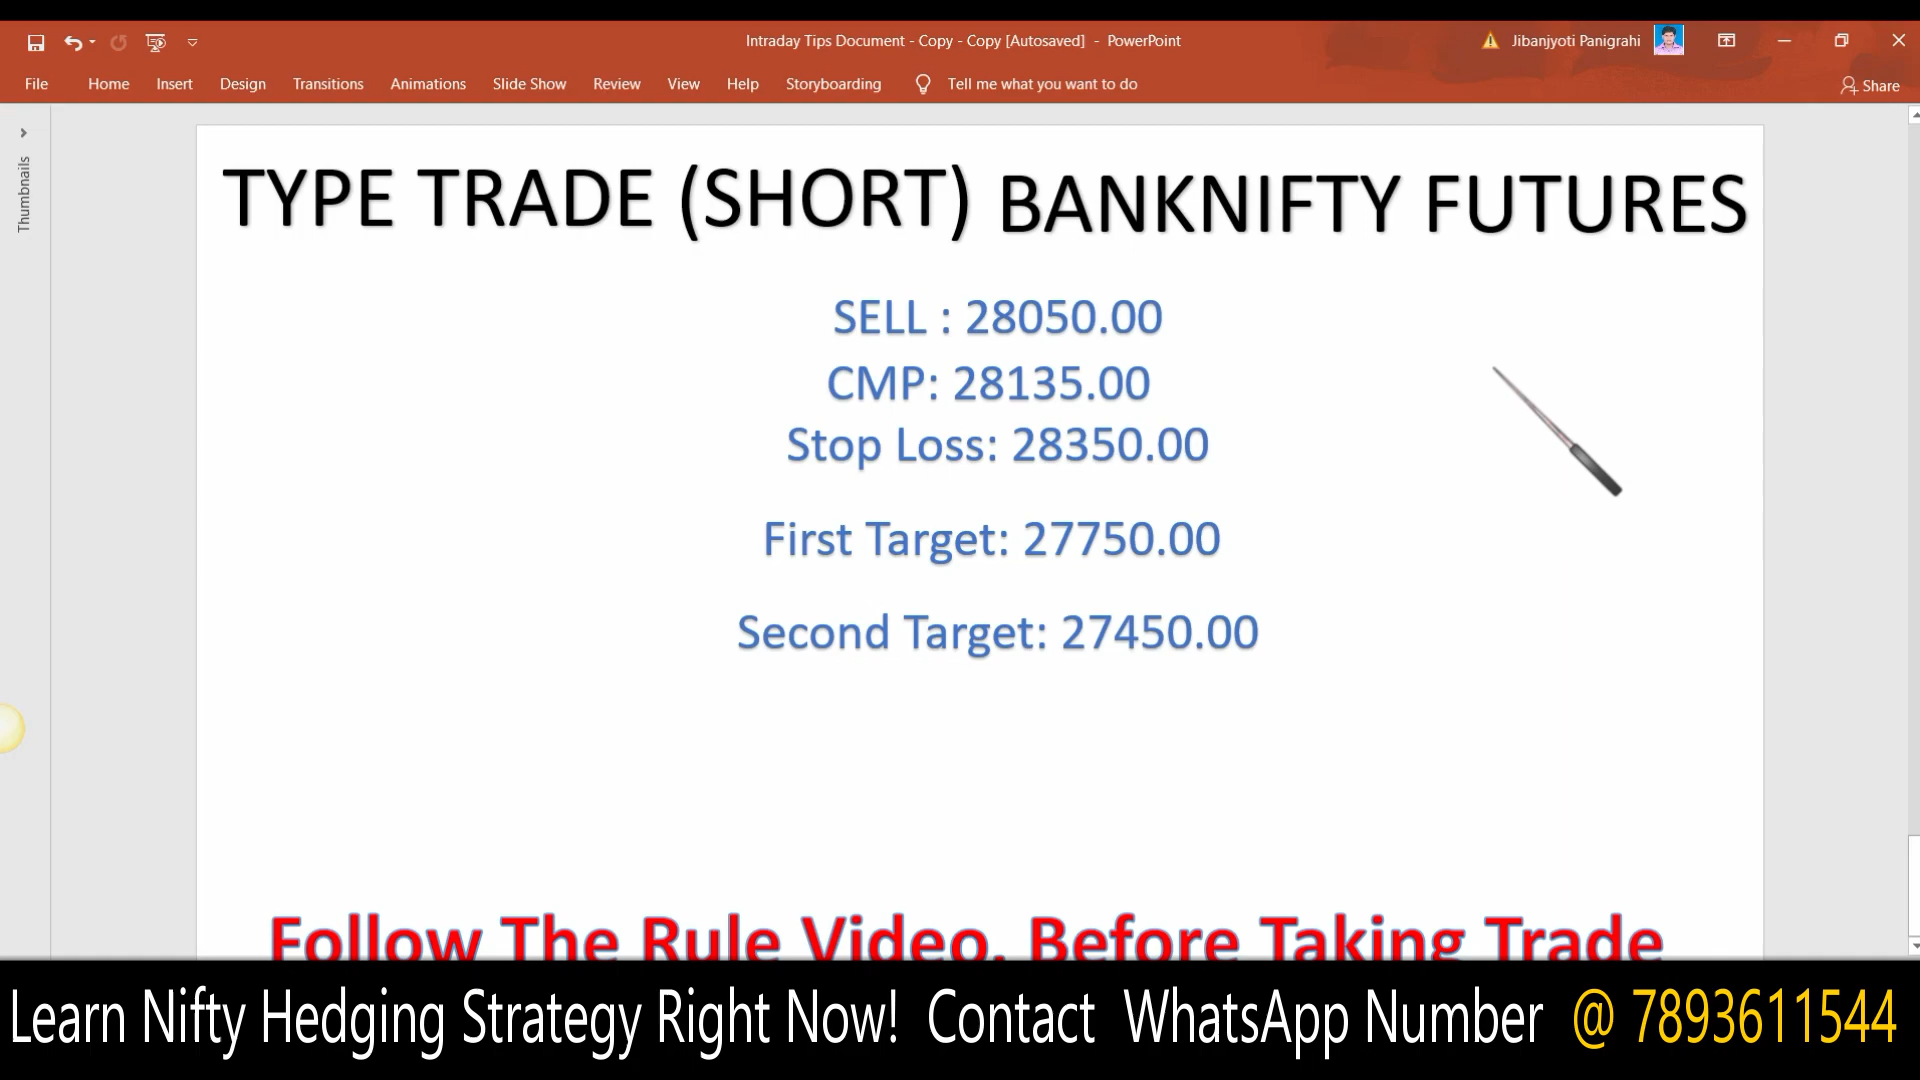 Intraday Tips Document - Copy - Copy [Autosaved] - PowerPoint
Jibanjyoti Panigrahi
File Home Insert Design Transitions Animations Slide Show Review View Help Storyboarding Tell me what you want to do
Share
Thumbnails
TYPE TRADE (SHORT) BANKNIFTY FUTURES
SELL : 28050.00
CMP: 28135.00
Stop Loss: 28350.00
First Target: 27750.00
Second Target: 27450.00
Follow The Rule Video. Before Taking Trade
Learn Nifty Hedging Strategy Right Now! Contact WhatsApp Number @ 7893611544